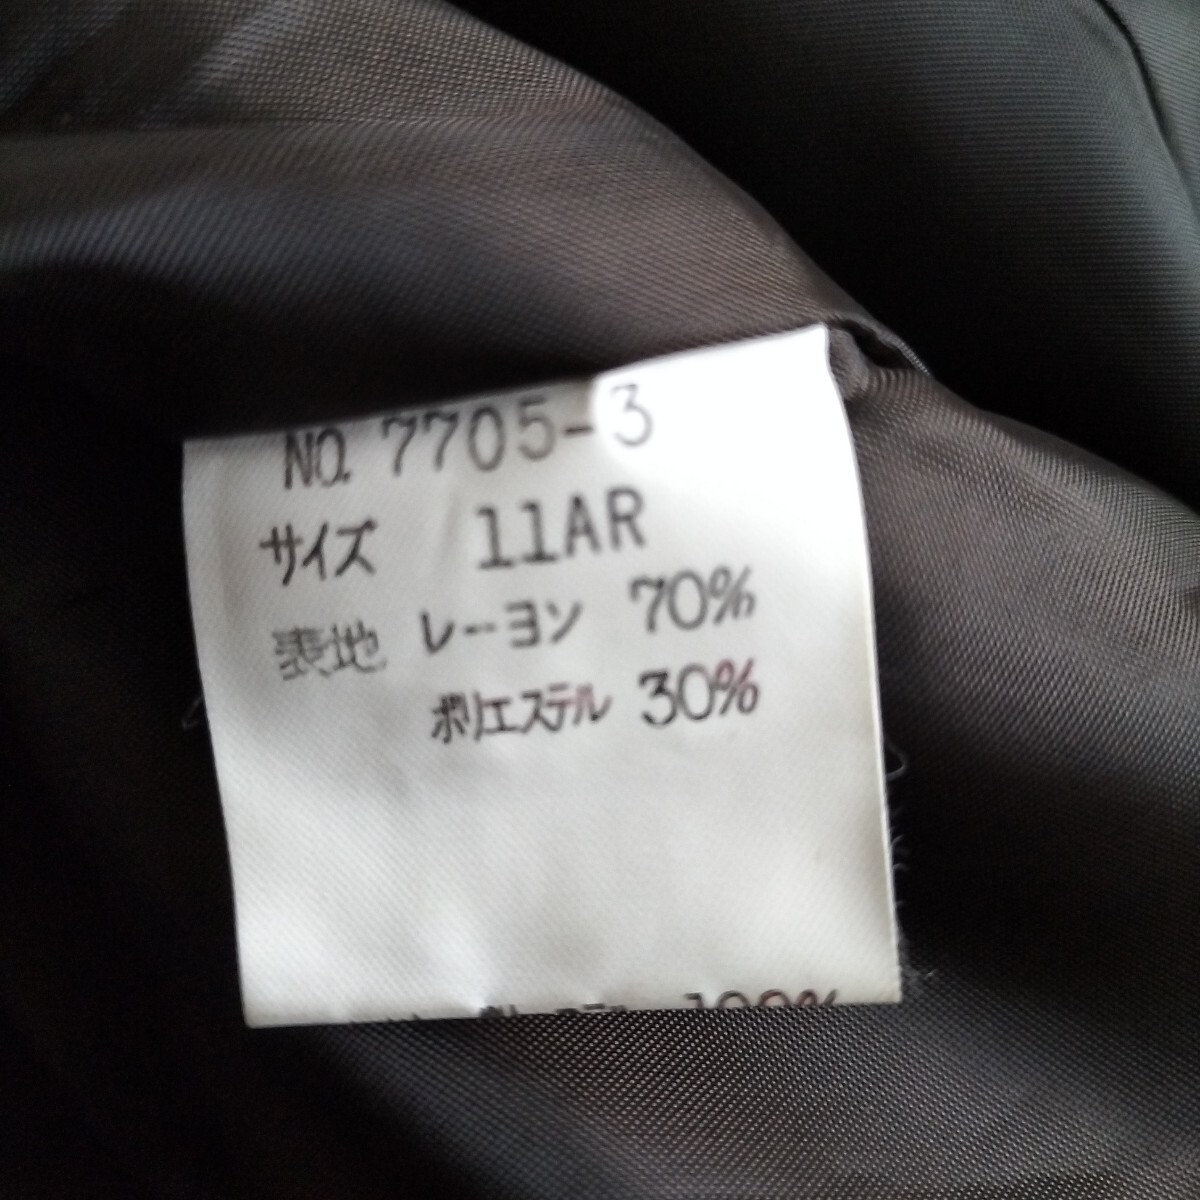 NO. 7705-3
サイズ 11AR
表地 レーヨン 70%
ポリエステル 30%
100%